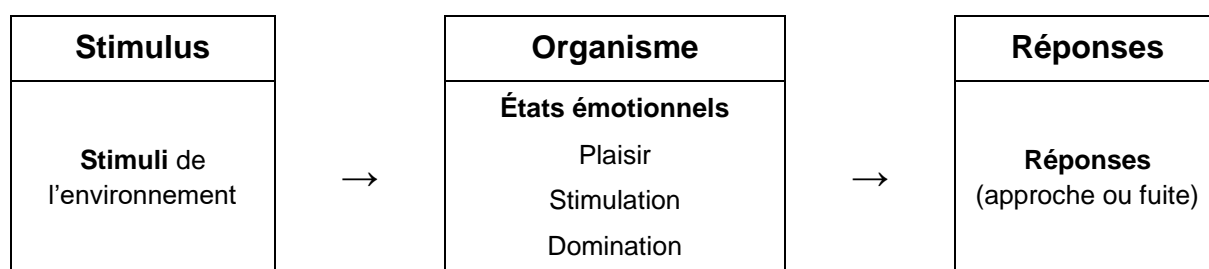 Stimulus
Stimuli de
l’environnement
→
Organisme
États émotionnels
Plaisir
Stimulation
Domination
→
Réponses
Réponses
(approche ou fuite)